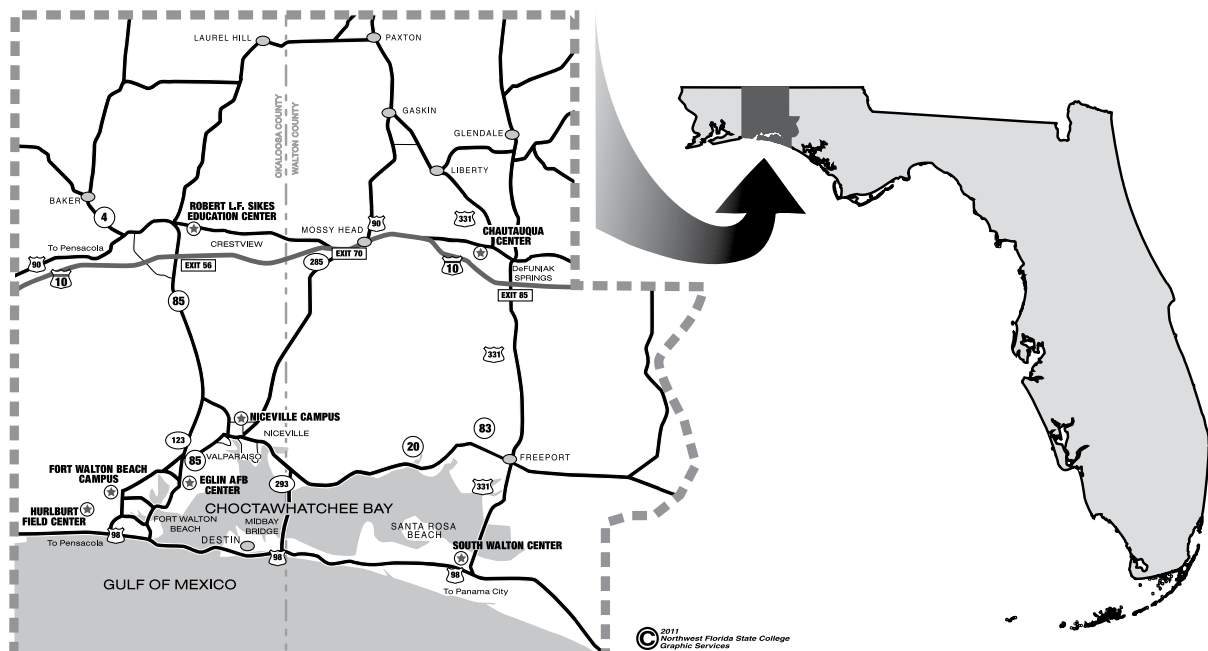 LAUREL HILL
PAXTON
GASKIN
GLENDALE
LIBERTY
OKALOOSA COUNTY
WALTON COUNTY
BAKER
4
ROBERT L.F. SIKES
EDUCATION CENTER
MOSSY HEAD
90
331
CHAUTAUQUA
CENTER
To Pensacola
CRESTVIEW
90
10
EXIT 56
285
EXIT 70
10
DeFUNIAK
SPRINGS
EXIT 85
85
331
NICEVILLE CAMPUS
NICEVILLE
123
85
VALPARAISO
20
83
FREEPORT
FORT WALTON BEACH
CAMPUS
EGLIN AFB
CENTER
293
331
HURLBURT
FIELD CENTER
CHOCTAWHATCHEE BAY
FORT WALTON
BEACH
MIDBAY
BRIDGE
SANTA ROSA
BEACH
98
To Pensacola
DESTIN
98
SOUTH WALTON CENTER
98
To Panama City
GULF OF MEXICO
© 2011
Northwest Florida State College
Graphic Services